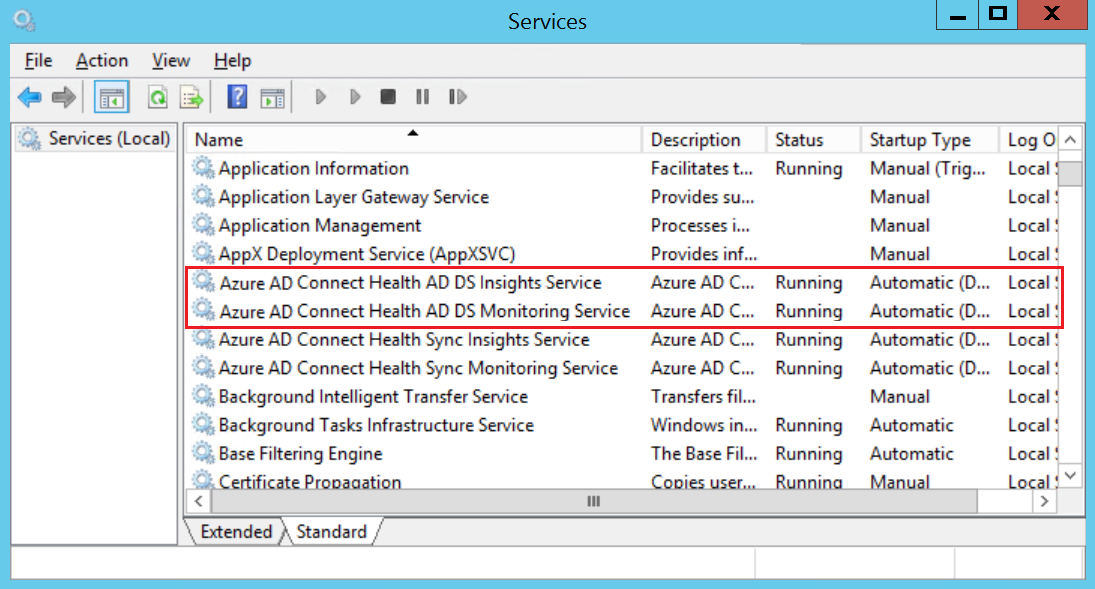 Services
File Action View Help
Services (Local)
Name Description Status Startup Type Log O
Application Information Facilitates t... Running Manual (Trig... Local S
Application Layer Gateway Service Provides su... Manual Local S
Application Management Processes i... Manual Local S
AppX Deployment Service (AppXSVC) Provides inf... Manual Local S
Azure AD Connect Health AD DS Insights Service Azure AD C... Running Automatic (D... Local S
Azure AD Connect Health AD DS Monitoring Service Azure AD C... Running Automatic (D... Local S
Azure AD Connect Health Sync Insights Service Azure AD C... Running Automatic (D... Local S
Azure AD Connect Health Sync Monitoring Service Azure AD C... Running Automatic (D... Local S
Background Intelligent Transfer Service Transfers fil... Manual Local S
Background Tasks Infrastructure Service Windows in... Running Automatic Local S
Base Filtering Engine The Base Fil... Running Automatic Local S
Certificate Propagation Copies user... Running Manual Local S
Extended Standard